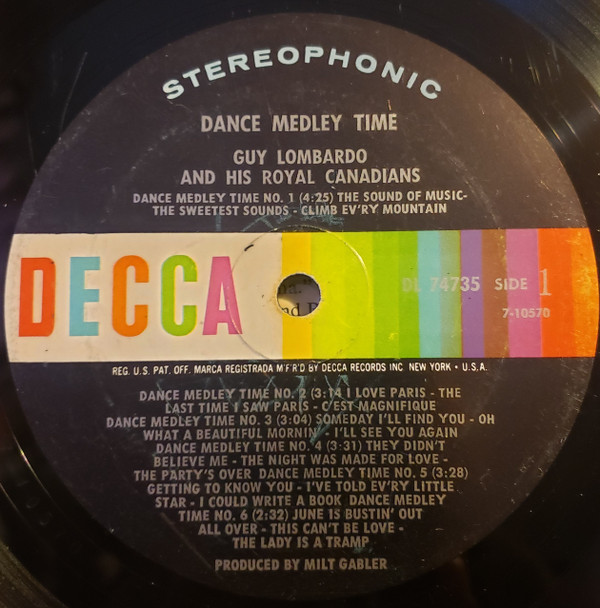 STEREOPHONIC
DANCE MEDLEY TIME
GUY LOMBARDO
AND HIS ROYAL CANADIANS
DANCE MEDLEY TIME NO. 1 (4:25) THE SOUND OF MUSIC-
THE SWEETEST SOUNDS - CLIMB EV'RY MOUNTAIN
DECCA
DL 74735 SIDE 1
7-10570
REG. U.S. PAT. OFF. MARCA REGISTRADA M'F'R'D BY DECCA RECORDS INC NEW YORK • U.S.A.
DANCE MEDLEY TIME NO. 2 (3:14 I LOVE PARIS - THE
LAST TIME I SAW PARIS - C'EST MAGNIFIQUE
DANCE MEDLEY TIME NO. 3 (3:04) SOMEDAY I'LL FIND YOU - OH
WHAT A BEAUTIFUL MORNIN' - I'LL SEE YOU AGAIN
DANCE MEDLEY TIME NO. 4 (3:31) THEY DIDN'T
BELIEVE ME - THE NIGHT WAS MADE FOR LOVE -
THE PARTY'S OVER DANCE MEDLEY TIME NO. 5 (3:28)
GETTING TO KNOW YOU - I'VE TOLD EV'RY LITTLE
STAR - I COULD WRITE A BOOK DANCE MEDLEY
TIME NO. 6 (2:32) JUNE IS BUSTIN' OUT
ALL OVER - THIS CAN'T BE LOVE -
THE LADY IS A TRAMP
PRODUCED BY MILT GABLER